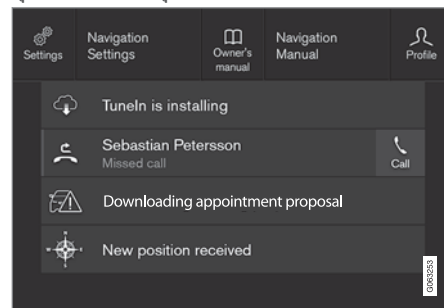 Settings
Navigation
Settings
Owner's
manual
Navigation
Manual
Profile
TuneIn is installing
Sebastian Petersson
Missed call
Call
Downloading appointment proposal
New position received
G063253